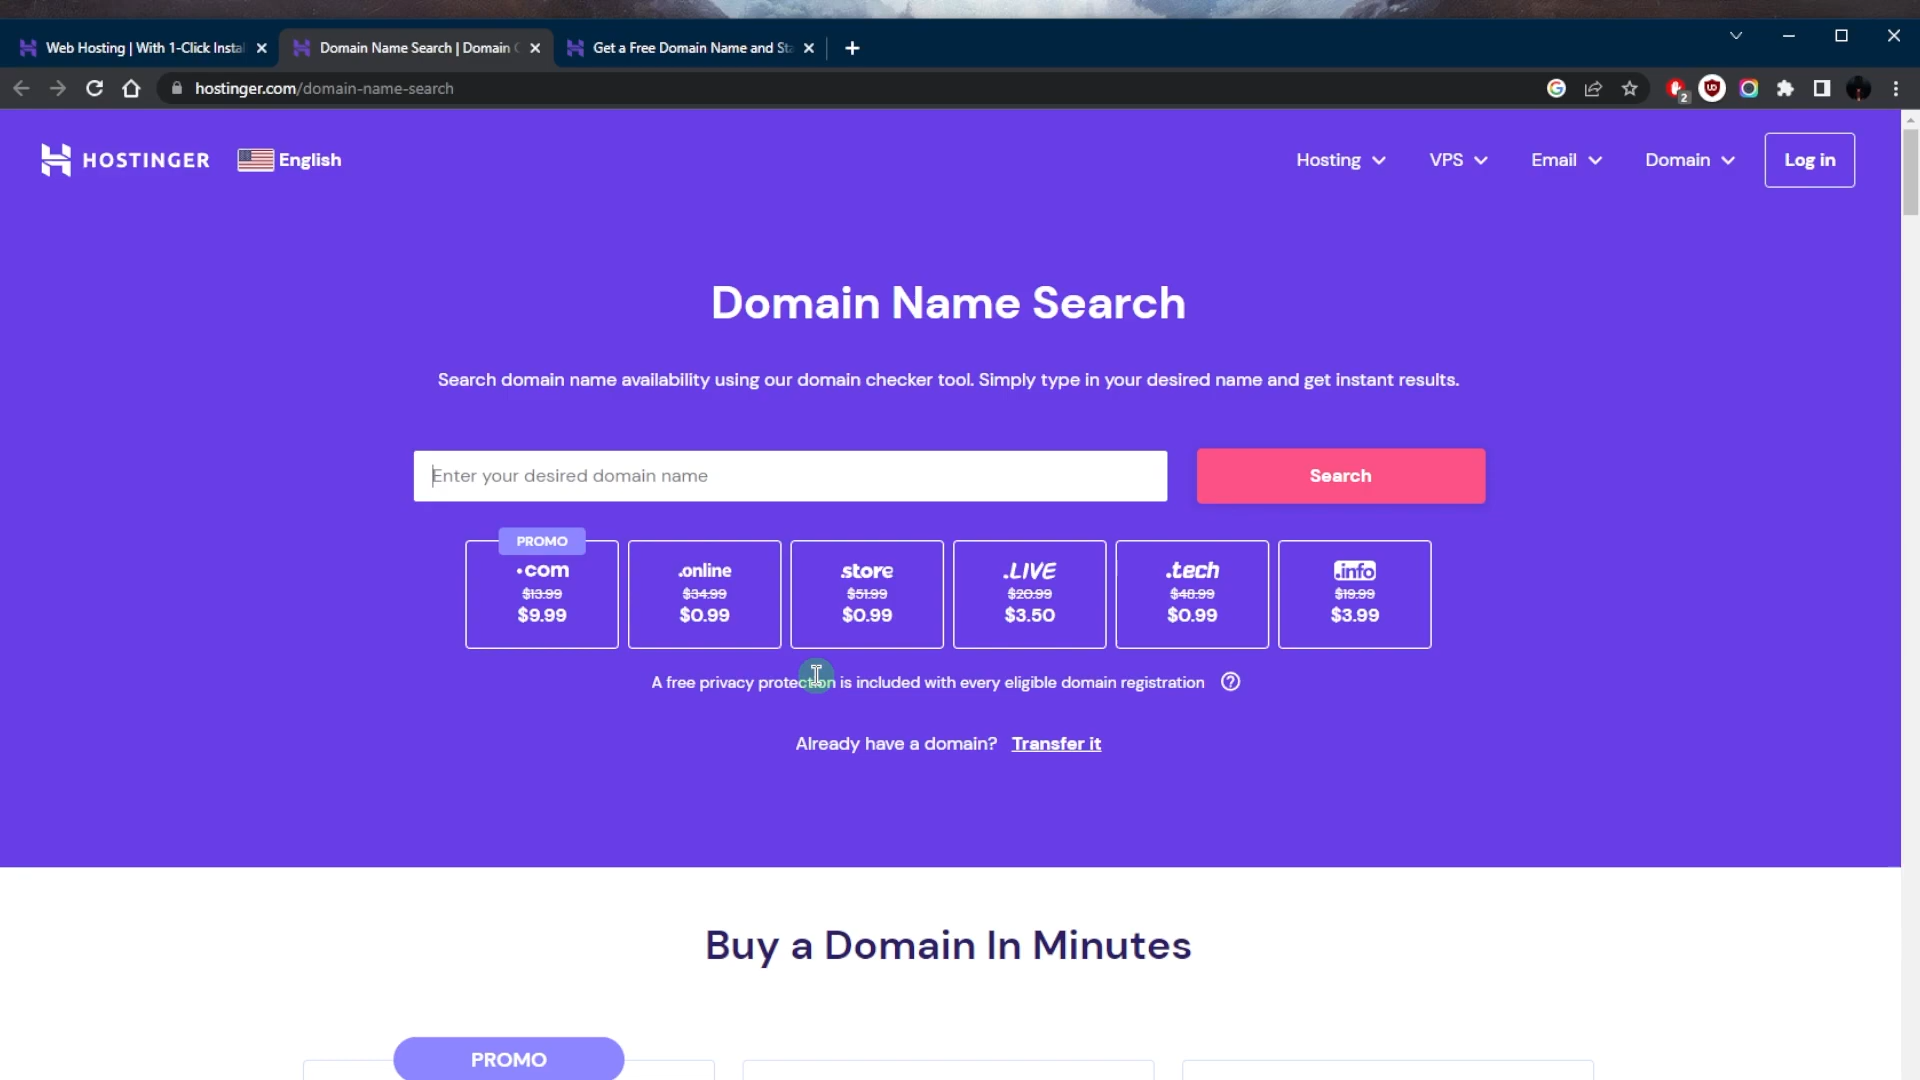 Web Hosting | With 1-Click Insta
Domain Name Search | Domain C
Get a Free Domain Name and Sta
hostinger.com/domain-name-search
2
HOSTINGER
English
Hosting
VPS
Email
Domain
Log in
Domain Name Search
Search domain name availability using our domain checker tool. Simply type in your desired name and get instant results.
Enter your desired domain name
Search
PROMO
.com
$13.99
$9.99
.online
$34.99
$0.99
.store
$51.99
$0.99
.LIVE
$20.99
$3.50
.tech
$48.99
$0.99
.info
$19.99
$3.99
A free privacy protection is included with every eligible domain registration
Already have a domain? Transfer it
Buy a Domain In Minutes
PROMO